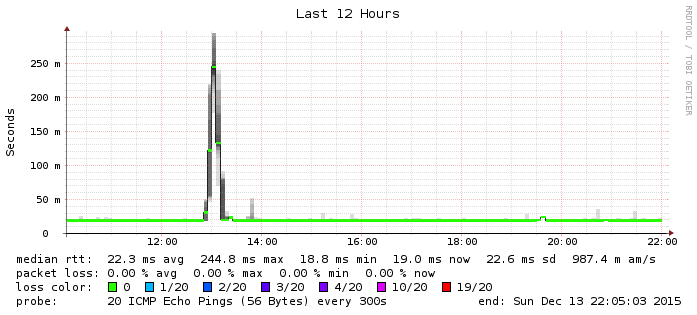 Last 12 Hours
RRDTOOL / TOBI OETIKER
Seconds
250 m
200 m
150 m
100 m
50 m
0
12:00 14:00 16:00 18:00 20:00 22:00
median rtt: 22.3 ms avg 244.8 ms max 18.8 ms min 19.0 ms now 22.6 ms sd 987.4 m am/s
packet loss: 0.00 % avg 0.00 % max 0.00 % min 0.00 % now
loss color: 0 1/20 2/20 3/20 4/20 10/20 19/20
probe: 20 ICMP Echo Pings (56 Bytes) every 300s end: Sun Dec 13 22:05:03 2015